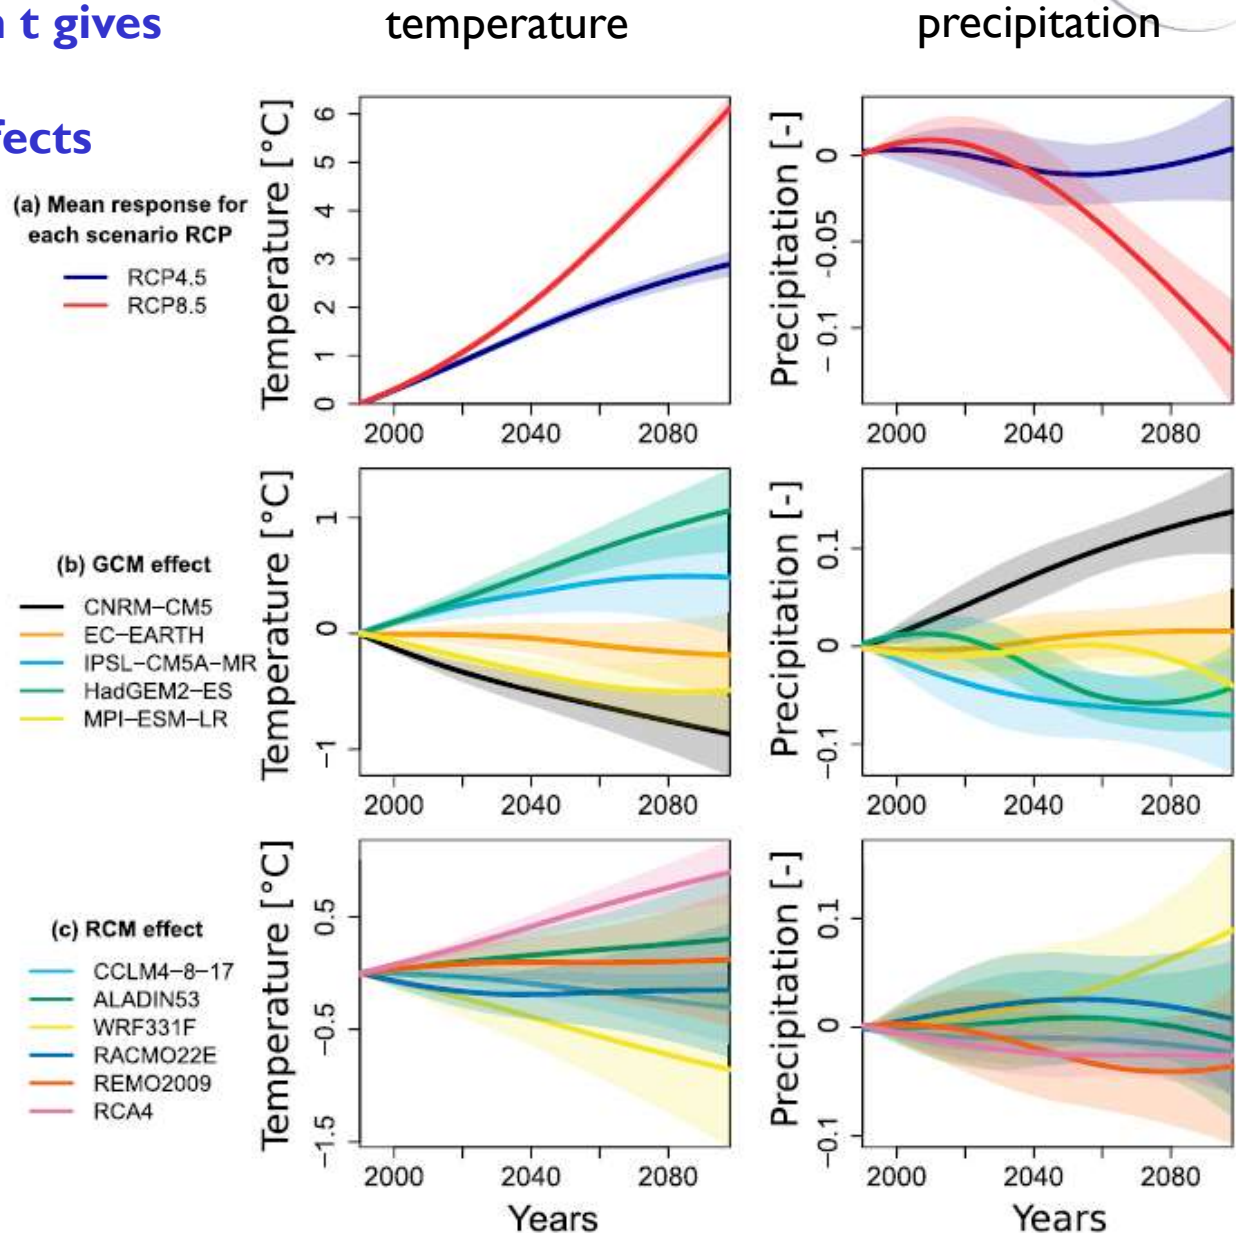 n t gives
temperature
precipitation
fects
(a) Mean response for
each scenario RCP
RCP4.5
RCP8.5
Temperature [°C]
0 1 2 3 4 5 6
2000 2040 2080
Precipitation [-]
−0.1 -0.05 0
2000 2040 2080
(b) GCM effect
CNRM−CM5
EC−EARTH
IPSL−CM5A−MR
HadGEM2−ES
MPI−ESM−LR
Temperature [°C]
−1 0 1
2000 2040 2080
Precipitation [-]
−0.1 0 0.1
2000 2040 2080
(c) RCM effect
CCLM4−8−17
ALADIN53
WRF331F
RACMO22E
REMO2009
RCA4
Temperature [°C]
−1.5 −0.5 0.5
2000 2040 2080
Years
Precipitation [-]
−0.1 0 0.1
2000 2040 2080
Years